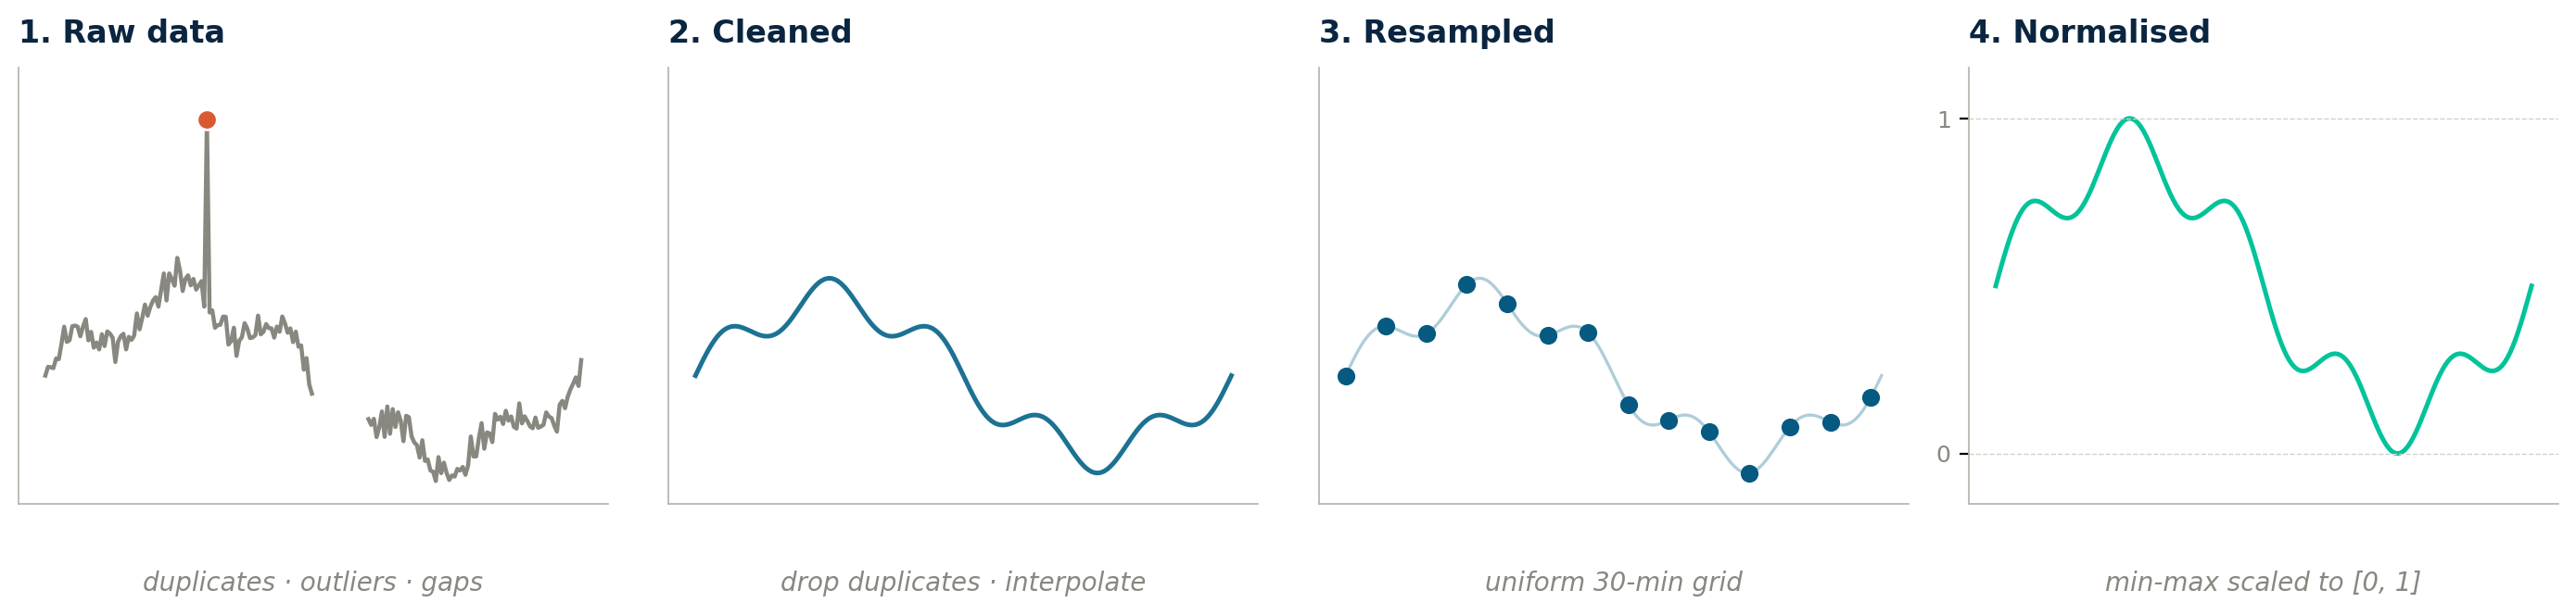 1. Raw data
2. Cleaned
3. Resampled
4. Normalised
1
0
duplicates · outliers · gaps
drop duplicates · interpolate
uniform 30-min grid
min-max scaled to [0, 1]